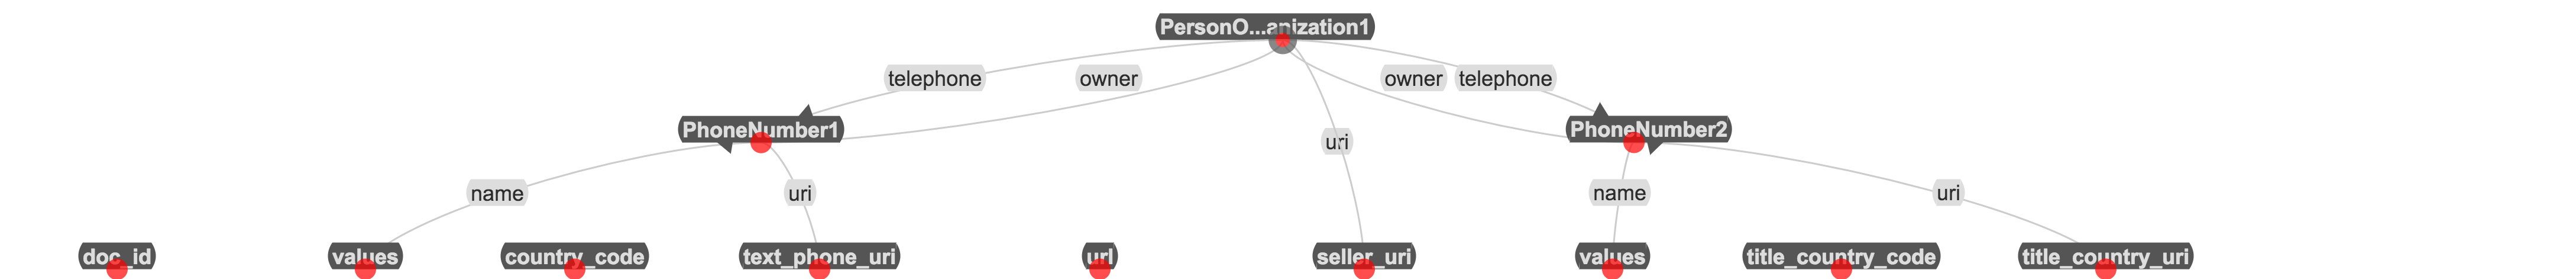 PersonO...anization1
telephone owner owner telephone
PhoneNumber1 PhoneNumber2
uri
name uri name uri
doc_id values country_code text_phone_uri url seller_uri values title_country_code title_country_uri